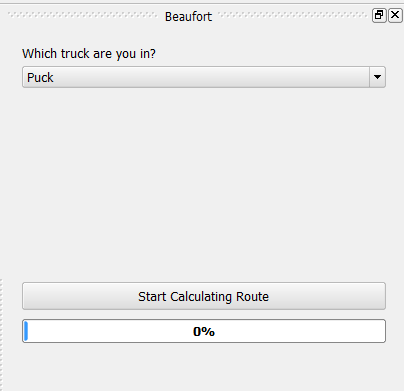 Beaufort
Which truck are you in?
Puck
Start Calculating Route
0%